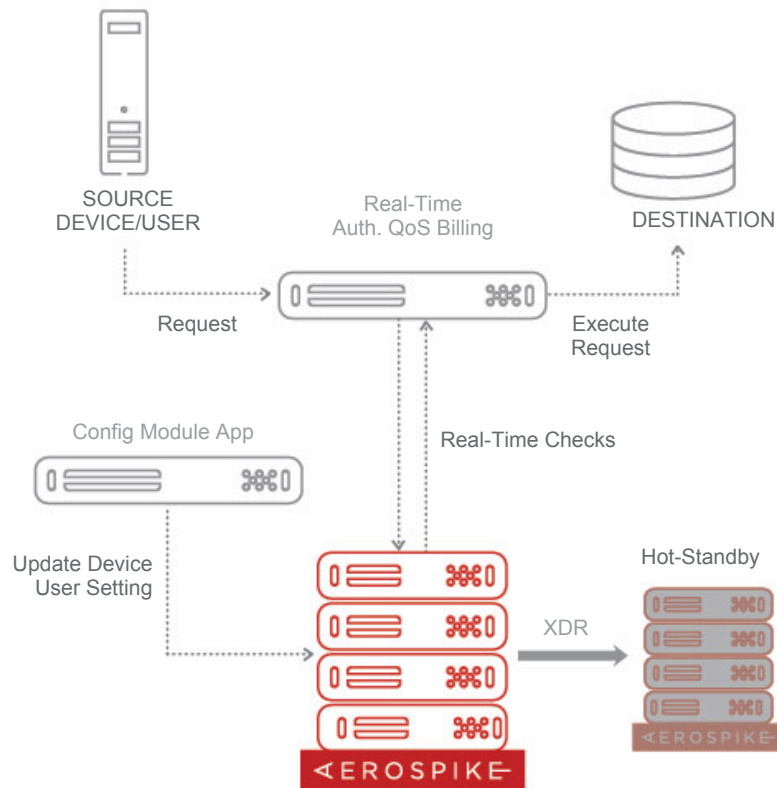 SOURCE
DEVICE/USER
Real-Time
Auth. QoS Billing
DESTINATION
Request
Execute
Request
Config Module App
Real-Time Checks
Update Device
User Setting
Hot-Standby
XDR
AEROSPIKE
AEROSPIKE